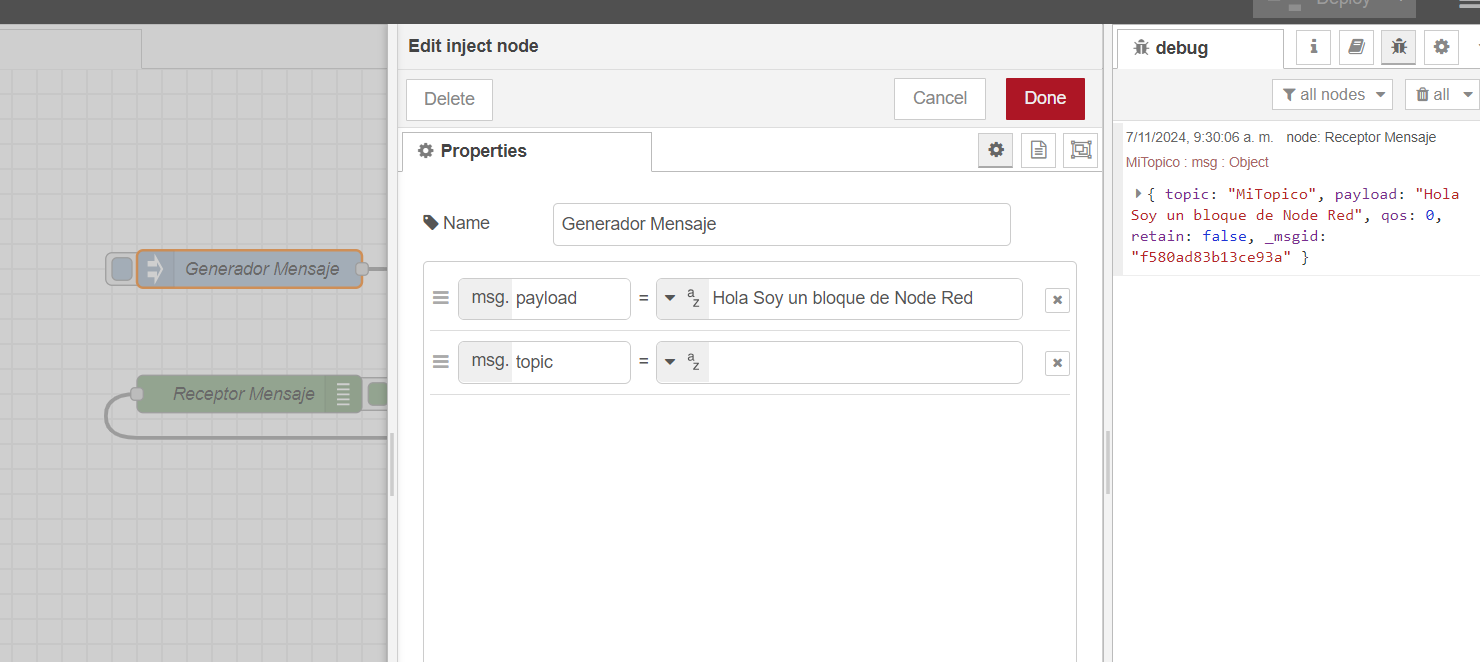 Deploy
Edit inject node
debug
Delete
Cancel
Done
all nodes
all
Properties
7/11/2024, 9:30:06 a. m. node: Receptor Mensaje
MiTopico : msg : Object
{ topic: "MiTopico", payload: "Hola
Soy un bloque de Node Red", qos: 0,
retain: false, _msgid:
"f580ad83b13ce93a" }
Name
Generador Mensaje
Generador Mensaje
msg. payload = a z Hola Soy un bloque de Node Red
msg. topic = a z
Receptor Mensaje